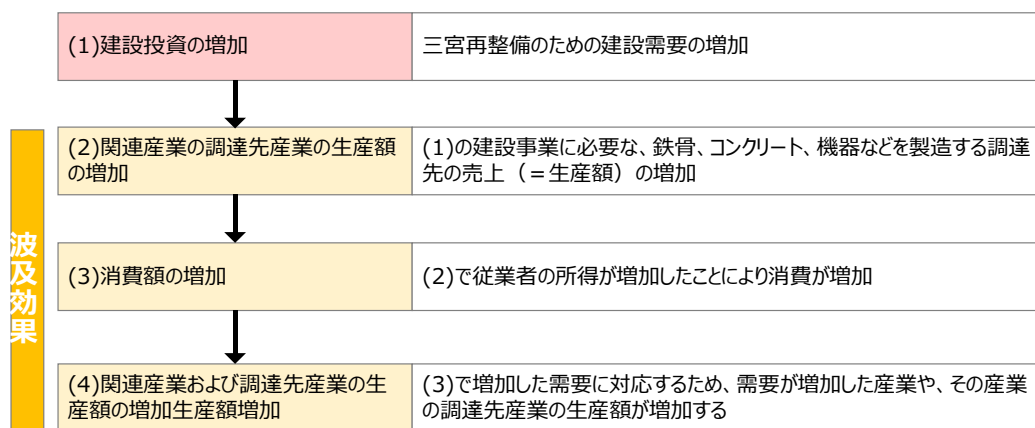 (1)建設投資の増加
三宮再整備のための建設需要の増加
波及効果
(2)関連産業の調達先産業の生産額
の増加
(1)の建設事業に必要な、鉄骨、コンクリート、機器などを製造する調達
先の売上（＝生産額）の増加
(3)消費額の増加
(2)で従業者の所得が増加したことにより消費が増加
(4)関連産業および調達先産業の生
産額の増加生産額増加
(3)で増加した需要に対応するため、需要が増加した産業や、その産業
の調達先産業の生産額が増加する